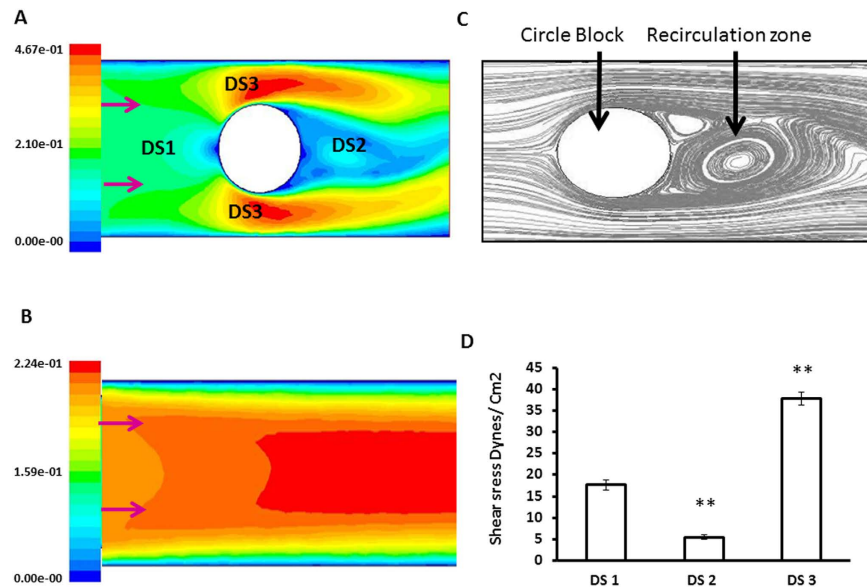 A
4.67e-01
2.10e-01
0.00e-00
DS3
DS1
DS2
DS3
B
2.24e-01
1.59e-01
0.00e-00
C
Circle Block
Recirculation zone
D
Shear sress Dynes/ Cm2
45
40
35
30
25
20
15
10
5
0
**
**
DS 1
DS 2
DS 3